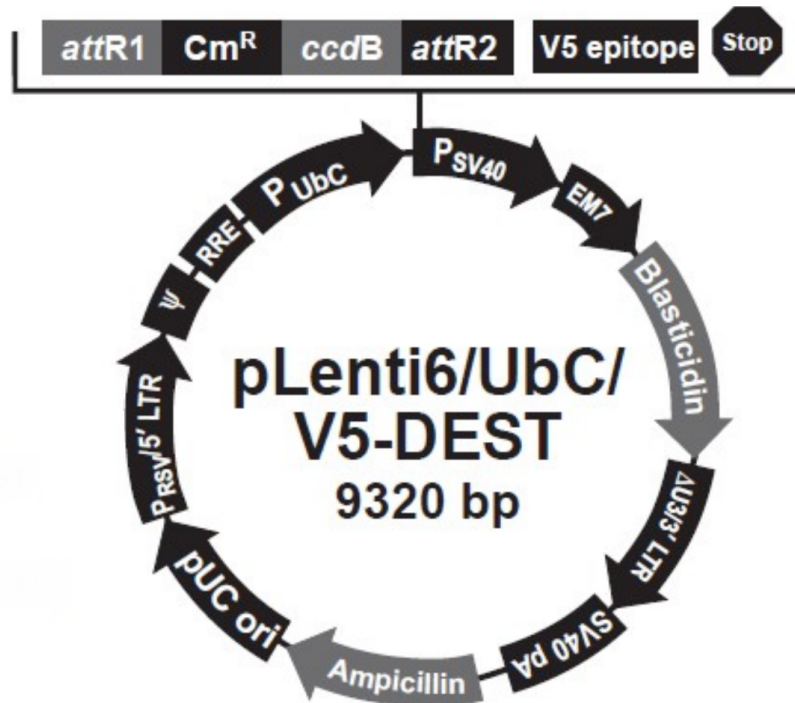 attR1 CmR ccdB attR2 V5 epitope Stop
PSV40
EM7
Blasticidin
ΔU3/3' LTR
SV40 pA
Ampicillin
pUC ori
PRSV/5' LTR
ψ
RRE
PUbC
pLenti6/UbC/
V5-DEST
9320 bp